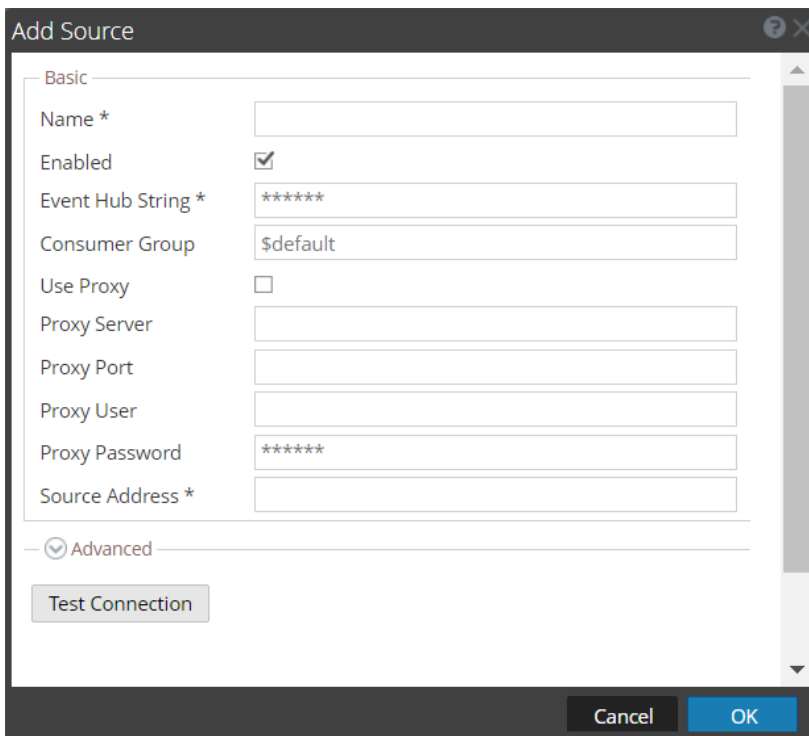 Add Source
Basic
Name *
Enabled
Event Hub String * ******
Consumer Group $default
Use Proxy
Proxy Server
Proxy Port
Proxy User
Proxy Password ******
Source Address *
Advanced
Test Connection
Cancel OK